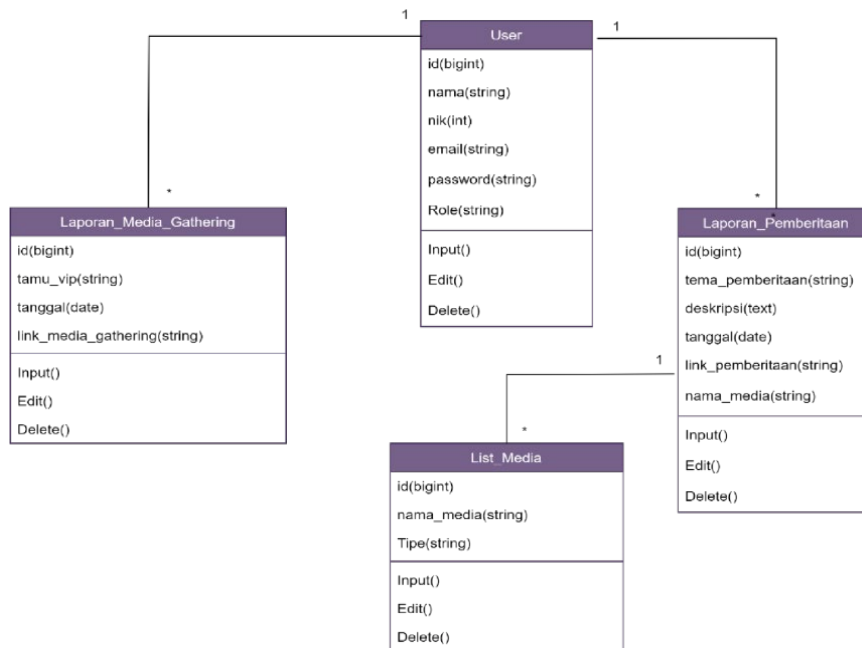 1
User
1
id(bigint)
nama(string)
nik(int)
email(string)
password(string)
Role(string)
Input()
Edit()
Delete()
*
Laporan_Media_Gathering
id(bigint)
tamu_vip(string)
tanggal(date)
link_media_gathering(string)
Input()
Edit()
Delete()
*
*
Laporan_Pemberitaan
id(bigint)
tema_pemberitaan(string)
deskripsi(text)
tanggal(date)
link_pemberitaan(string)
nama_media(string)
Input()
Edit()
Delete()
1
*
List_Media
id(bigint)
nama_media(string)
Tipe(string)
Input()
Edit()
Delete()